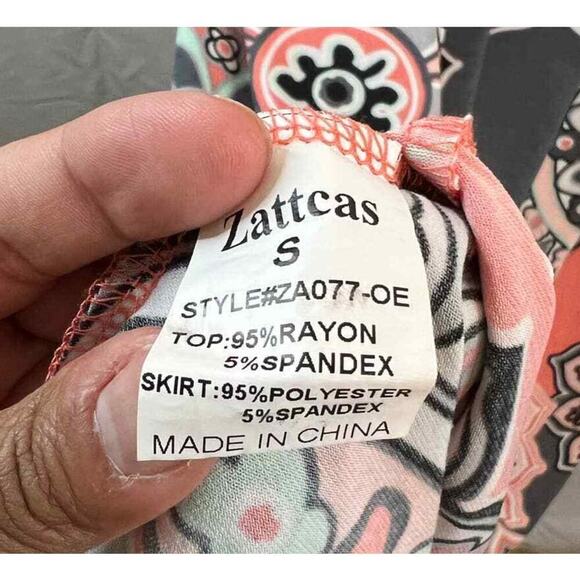 Zattcas
S
STYLE#ZA077-OE
TOP:95%RAYON
5%SPANDEX
SKIRT:95%POLYESTER
5%SPANDEX
MADE IN CHINA